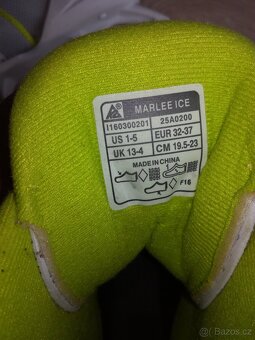 MARLEE ICE
I160300201 25A0200
US 1-5 EUR 32-37
UK 13-4 CM 19.5-23
MADE IN CHINA
F16
Bazos.cz